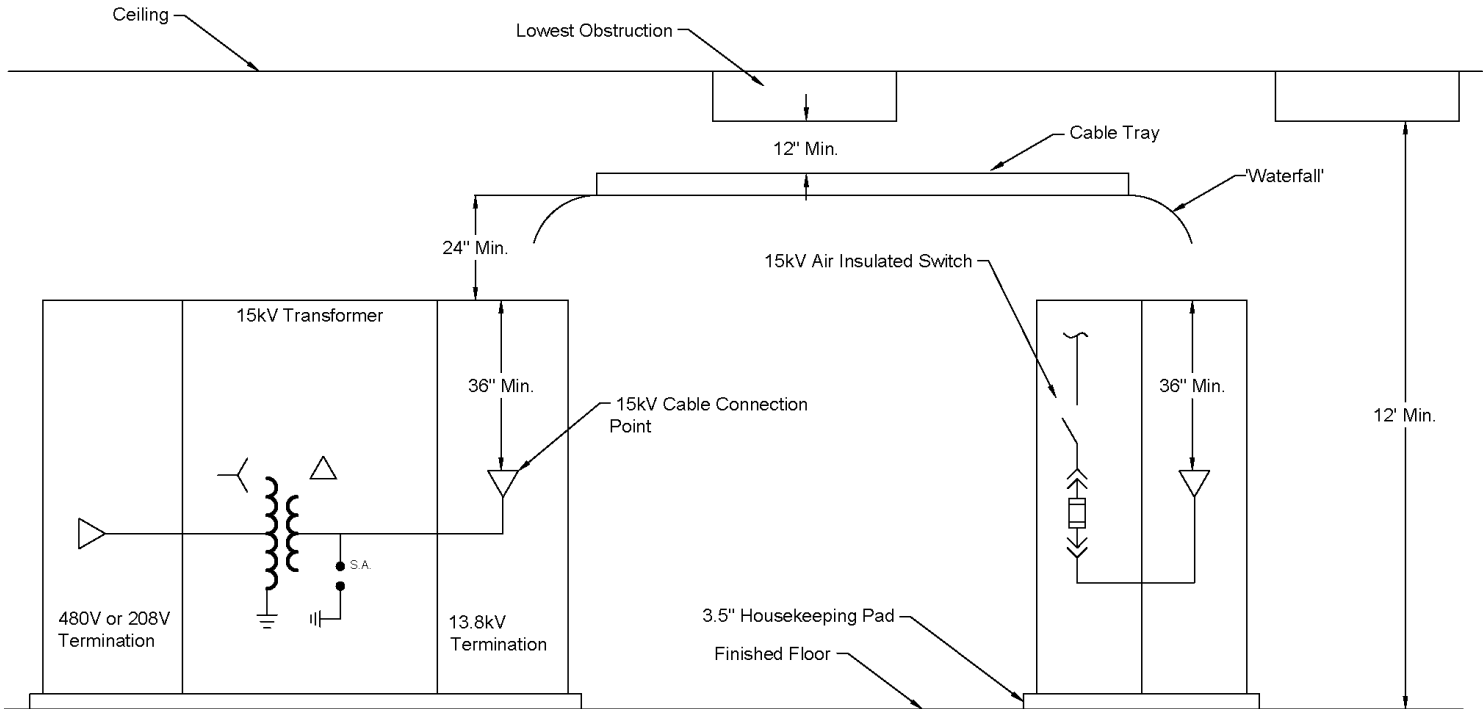 Ceiling
Lowest Obstruction
12" Min.
Cable Tray
'Waterfall'
24" Min.
15kV Air Insulated Switch
15kV Transformer
36" Min.
36" Min.
15kV Cable Connection
Point
12' Min.
S.A.
480V or 208V
Termination
13.8kV
Termination
3.5" Housekeeping Pad
Finished Floor